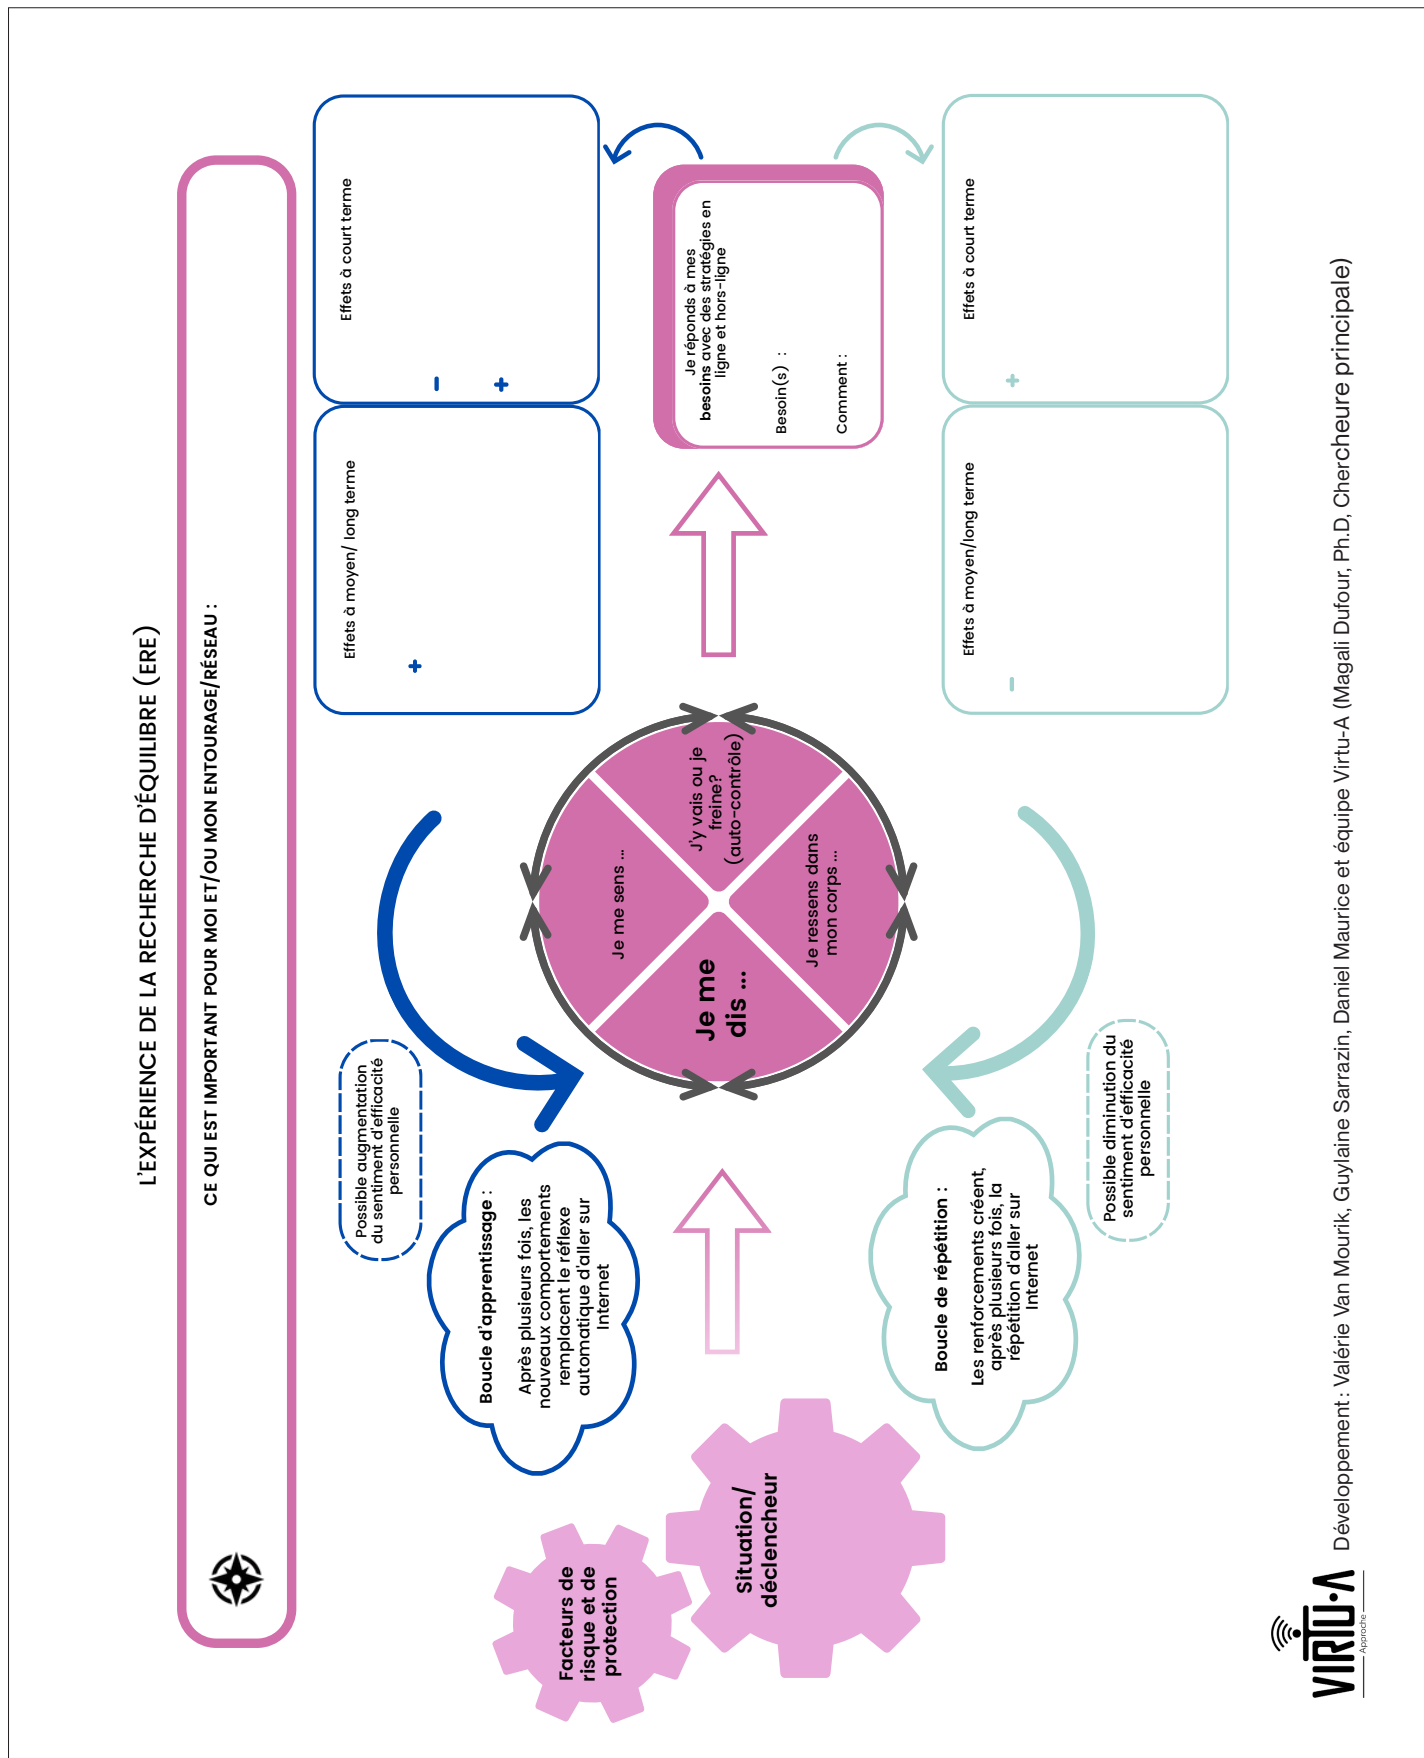 L'EXPÉRIENCE DE LA RECHERCHE D'ÉQUILIBRE (ERE)
CE QUI EST IMPORTANT POUR MOI ET/OU MON ENTOURAGE/RÉSEAU :
Possible augmentation
du sentiment d'efficacité
personnelle
Effets à moyen/ long terme
+
Effets à court terme
–
+
Boucle d'apprentissage :
Après plusieurs fois, les
nouveaux comportements
remplacent le réflexe
automatique d'aller sur
Internet
Facteurs de
risque et de
protection
Situation/
déclencheur
Je me sens ...
Je me
dis ...
J'y vais ou je
freine?
(auto-contrôle)
Je ressens dans
mon corps ...
Je réponds à mes
besoins avec des stratégies en
ligne et hors-ligne
Besoin(s) :
Comment :
Boucle de répétition :
Les renforcements créent,
après plusieurs fois, la
répétition d'aller sur
Internet
Possible diminution du
sentiment d'efficacité
personnelle
Effets à moyen/long terme
–
Effets à court terme
+
VIRTU•A
Approche
Développement : Valérie Van Mourik, Guylaine Sarrazin, Daniel Maurice et équipe Virtu-A (Magali Dufour, Ph.D, Chercheure principale)